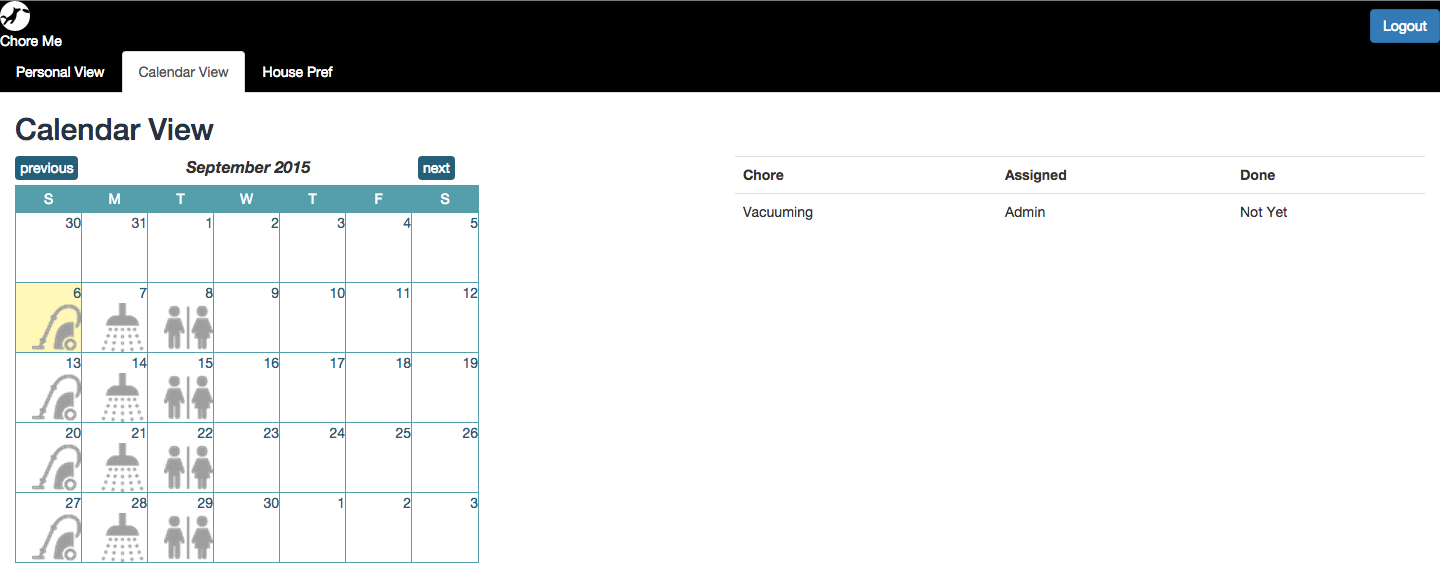 Chore Me
Logout
Personal View Calendar View House Pref
Calendar View
previous September 2015 next
S M T W T F S
30 31 1 2 3 4 5
6 7 8 9 10 11 12
13 14 15 16 17 18 19
20 21 22 23 24 25 26
27 28 29 30 1 2 3
Chore Assigned Done
Vacuuming Admin Not Yet